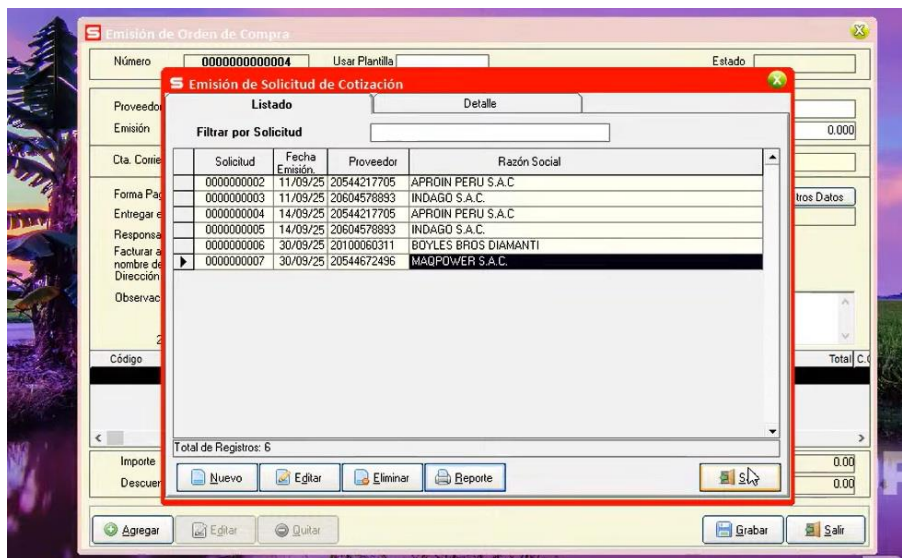 S Emisión de Orden de Compra
Número 0000000000004 Usar Plantilla Estado
S Emisión de Solicitud de Cotización
Listado Detalle
Filtrar por Solicitud
Solicitud Fecha Emisión. Proveedor Razón Social
0000000002 11/09/25 20544217705 APROIN PERU S.A.C
0000000003 11/09/25 20604578893 INDAGO S.A.C.
0000000004 14/09/25 20544217705 APROIN PERU S.A.C
0000000005 14/09/25 20604578893 INDAGO S.A.C.
0000000006 30/09/25 20100060311 BOYLES BROS DIAMANTI
0000000007 30/09/25 20544672496 MAQPOWER S.A.C.
Total de Registros: 6
Nuevo Editar Eliminar Reporte
Proveedo
Emisión 0.000
Cta. Corrie
Forma Pag tros Datos
Entregar e
Responsa
Facturar a
nombre de
Dirección
Observac
2
Código Total C.
Importe 0.00
Descuer 0.00
Agregar Editar Quitar Grabar Salir